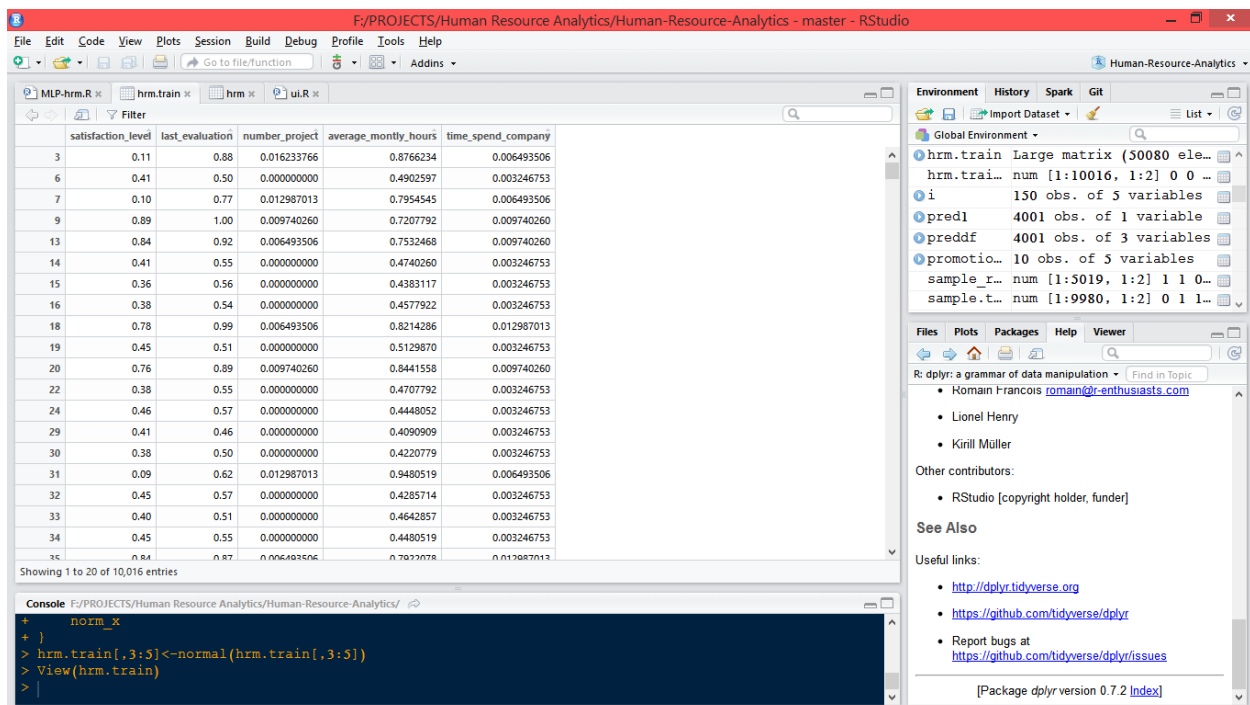 F:/PROJECTS/Human Resource Analytics/Human-Resource-Analytics - master - RStudio
File Edit Code View Plots Session Build Debug Profile Tools Help
Go to file/function Addins Human-Resource-Analytics
MLP-hrm.R hrm.train hrm ui.R
Filter
satisfaction_level last_evaluation number_project average_montly_hours time_spend_company
3 0.11 0.88 0.016233766 0.8766234 0.006493506
6 0.41 0.50 0.000000000 0.4902597 0.003246753
7 0.10 0.77 0.012987013 0.7954545 0.006493506
9 0.89 1.00 0.009740260 0.7207792 0.009740260
13 0.84 0.92 0.006493506 0.7532468 0.009740260
14 0.41 0.55 0.000000000 0.4740260 0.003246753
15 0.36 0.56 0.000000000 0.4383117 0.003246753
16 0.38 0.54 0.000000000 0.4577922 0.003246753
18 0.78 0.99 0.006493506 0.8214286 0.012987013
19 0.45 0.51 0.000000000 0.5129870 0.003246753
20 0.76 0.89 0.009740260 0.8441558 0.009740260
22 0.38 0.55 0.000000000 0.4707792 0.003246753
24 0.46 0.57 0.000000000 0.4448052 0.003246753
29 0.41 0.46 0.000000000 0.4090909 0.003246753
30 0.38 0.50 0.000000000 0.4220779 0.003246753
31 0.09 0.62 0.012987013 0.9480519 0.006493506
32 0.45 0.57 0.000000000 0.4285714 0.003246753
33 0.40 0.51 0.000000000 0.4642857 0.003246753
34 0.45 0.55 0.000000000 0.4480519 0.003246753
35 0.84 0.87 0.006493506 0.7922078 0.012987013
Showing 1 to 20 of 10,016 entries
Console F:/PROJECTS/Human Resource Analytics/Human-Resource-Analytics/
+ norm_x
+ }
> hrm.train[,3:5]<-normal(hrm.train[,3:5])
> View(hrm.train)
>
Environment History Spark Git
Import Dataset List
Global Environment
hrm.train Large matrix (50080 ele…
hrm.trai… num [1:10016, 1:2] 0 0 …
i 150 obs. of 5 variables
pred1 4001 obs. of 1 variable
preddf 4001 obs. of 3 variables
promotio… 10 obs. of 5 variables
sample_r… num [1:5019, 1:2] 1 1 0…
sample.t… num [1:9980, 1:2] 0 1 1…
Files Plots Packages Help Viewer
R: dplyr: a grammar of data manipulation Find in Topic
• Romain Francois romain@r-enthusiasts.com
• Lionel Henry
• Kirill Müller
Other contributors:
• RStudio [copyright holder, funder]
See Also
Useful links:
• http://dplyr.tidyverse.org
• https://github.com/tidyverse/dplyr
• Report bugs at
https://github.com/tidyverse/dplyr/issues
[Package dplyr version 0.7.2 Index]